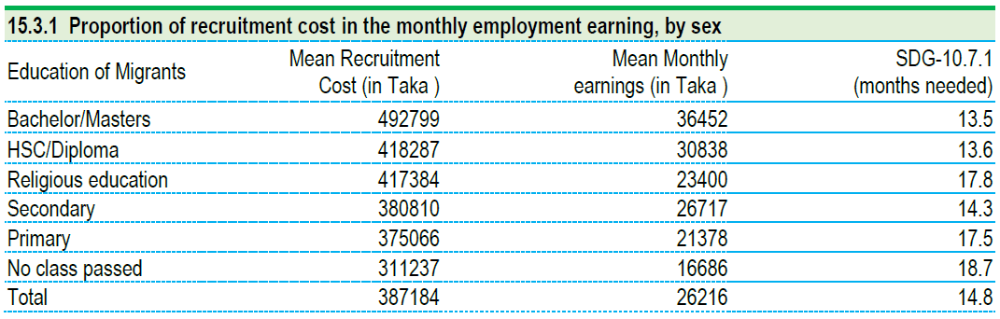 15.3.1 Proportion of recruitment cost in the monthly employment earning, by sex
Education of Migrants Mean Recruitment Cost (in Taka ) Mean Monthly earnings (in Taka ) SDG-10.7.1 (months needed)
Bachelor/Masters 492799 36452 13.5
HSC/Diploma 418287 30838 13.6
Religious education 417384 23400 17.8
Secondary 380810 26717 14.3
Primary 375066 21378 17.5
No class passed 311237 16686 18.7
Total 387184 26216 14.8